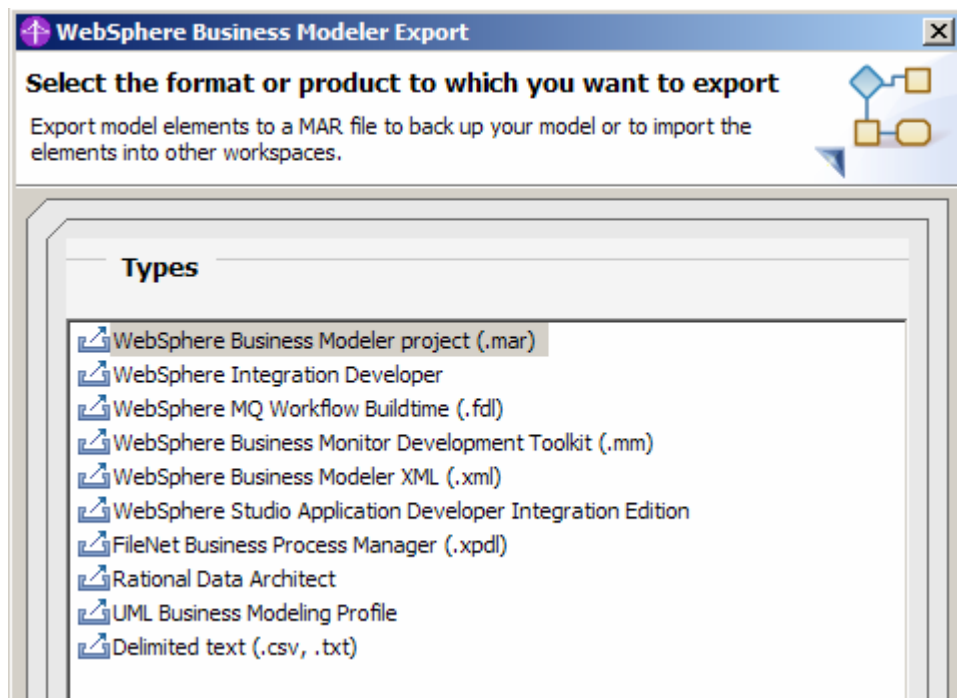 WebSphere Business Modeler Export
Select the format or product to which you want to export
Export model elements to a MAR file to back up your model or to import the
elements into other workspaces.
Types
WebSphere Business Modeler project (.mar)
WebSphere Integration Developer
WebSphere MQ Workflow Buildtime (.fdl)
WebSphere Business Monitor Development Toolkit (.mm)
WebSphere Business Modeler XML (.xml)
WebSphere Studio Application Developer Integration Edition
FileNet Business Process Manager (.xpdl)
Rational Data Architect
UML Business Modeling Profile
Delimited text (.csv, .txt)